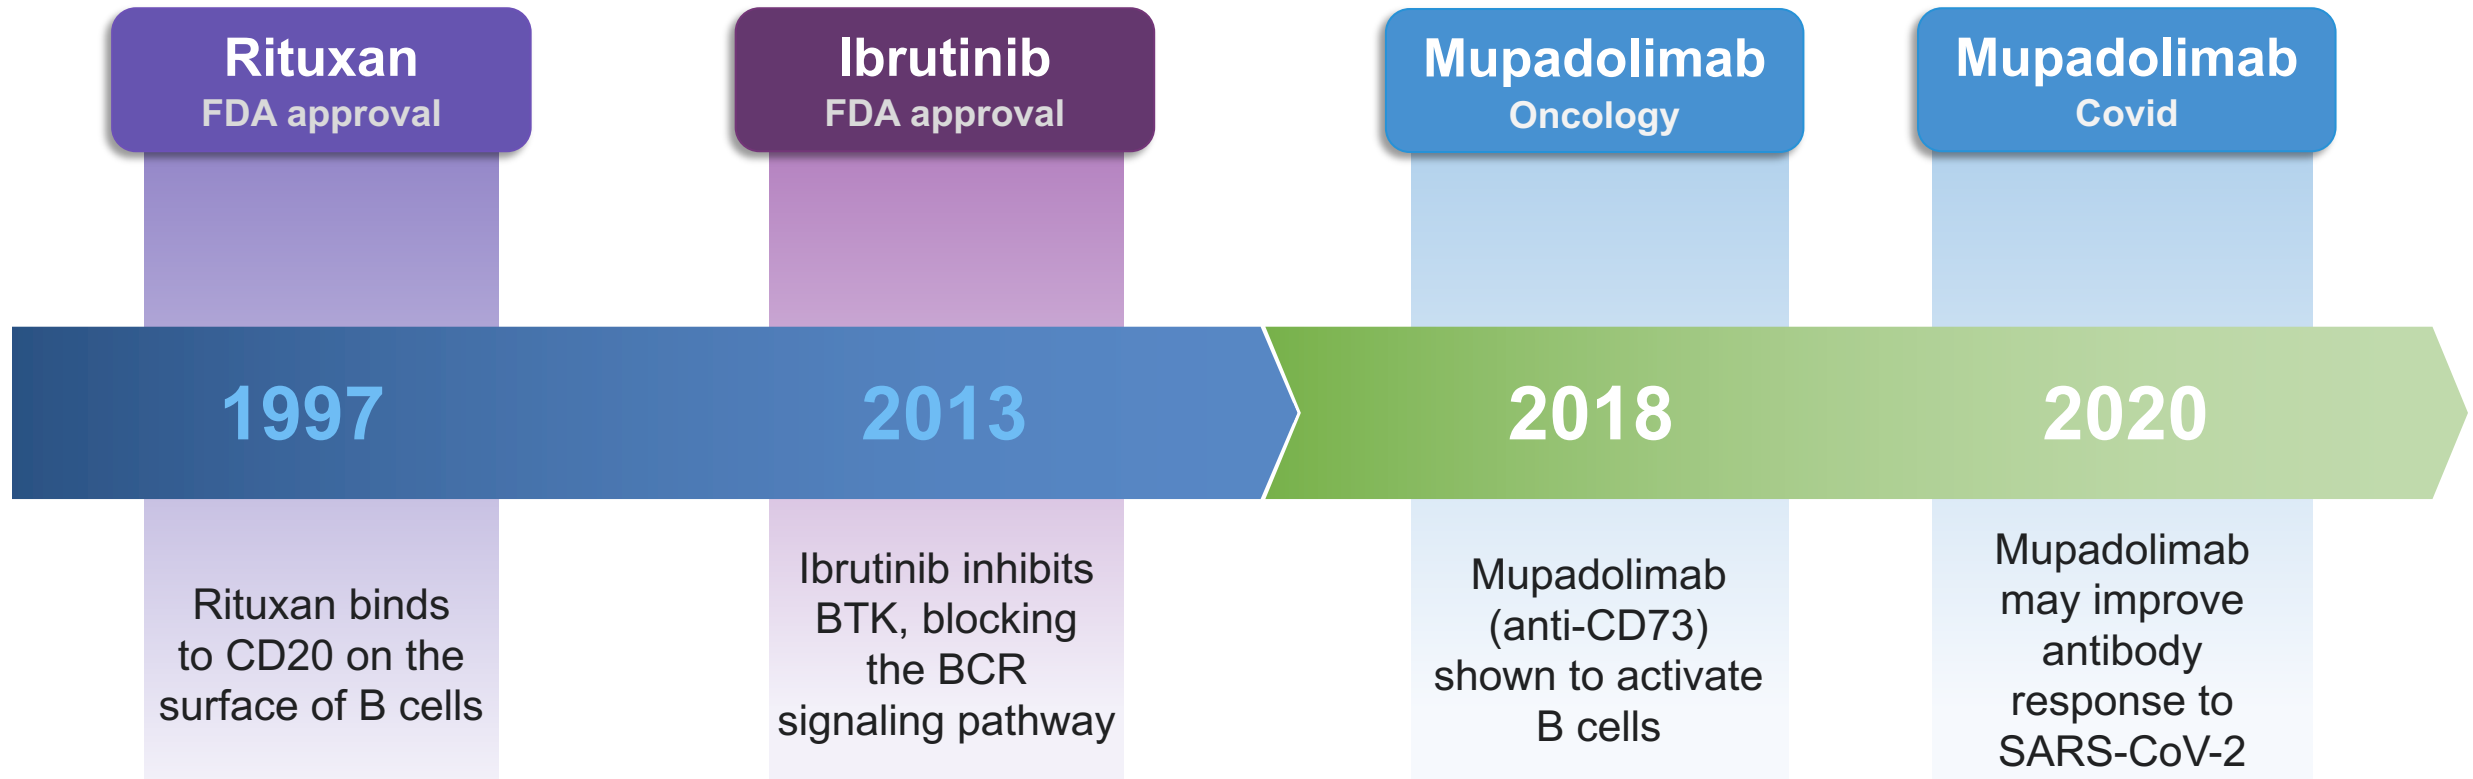 Rituxan
FDA approval
Ibrutinib
FDA approval
Mupadolimab
Oncology
Mupadolimab
Covid
1997
2013
2018
2020
Rituxan binds
to CD20 on the
surface of B cells
Ibrutinib inhibits
BTK, blocking
the BCR
signaling pathway
Mupadolimab
(anti-CD73)
shown to activate
B cells
Mupadolimab
may improve
antibody
response to
SARS-CoV-2